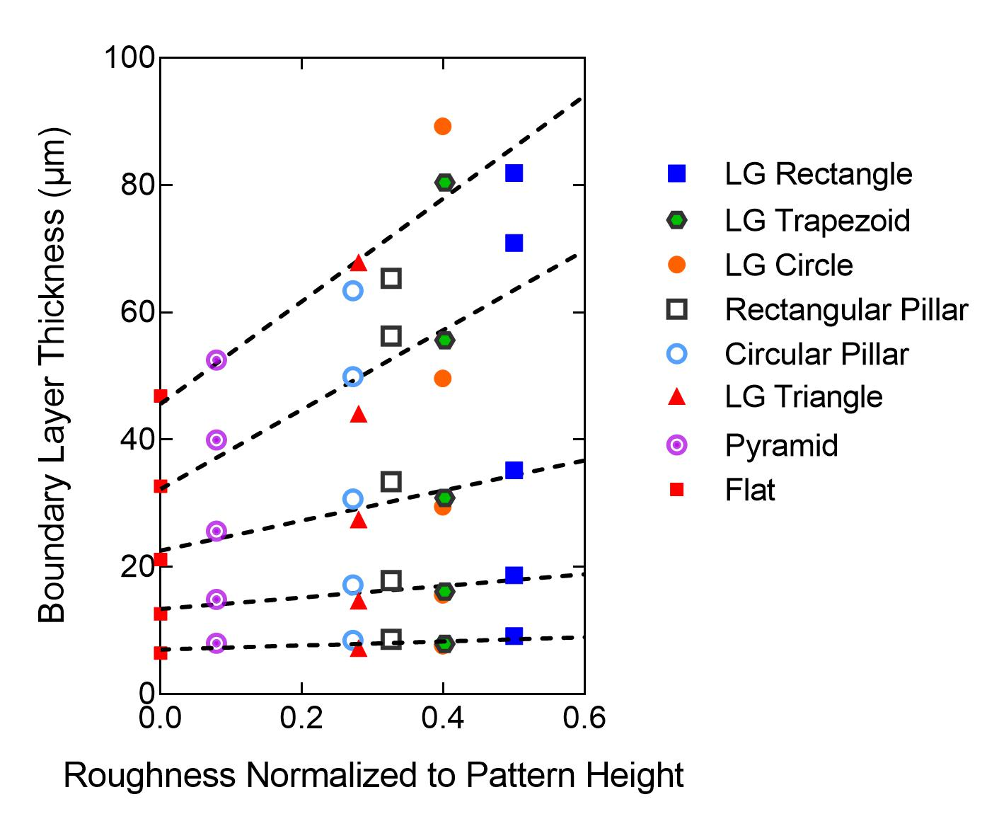 100
80
60
40
20
0
0.0 0.2 0.4 0.6
Boundary Layer Thickness (μm)
Roughness Normalized to Pattern Height
LG Rectangle
LG Trapezoid
LG Circle
Rectangular Pillar
Circular Pillar
LG Triangle
Pyramid
Flat